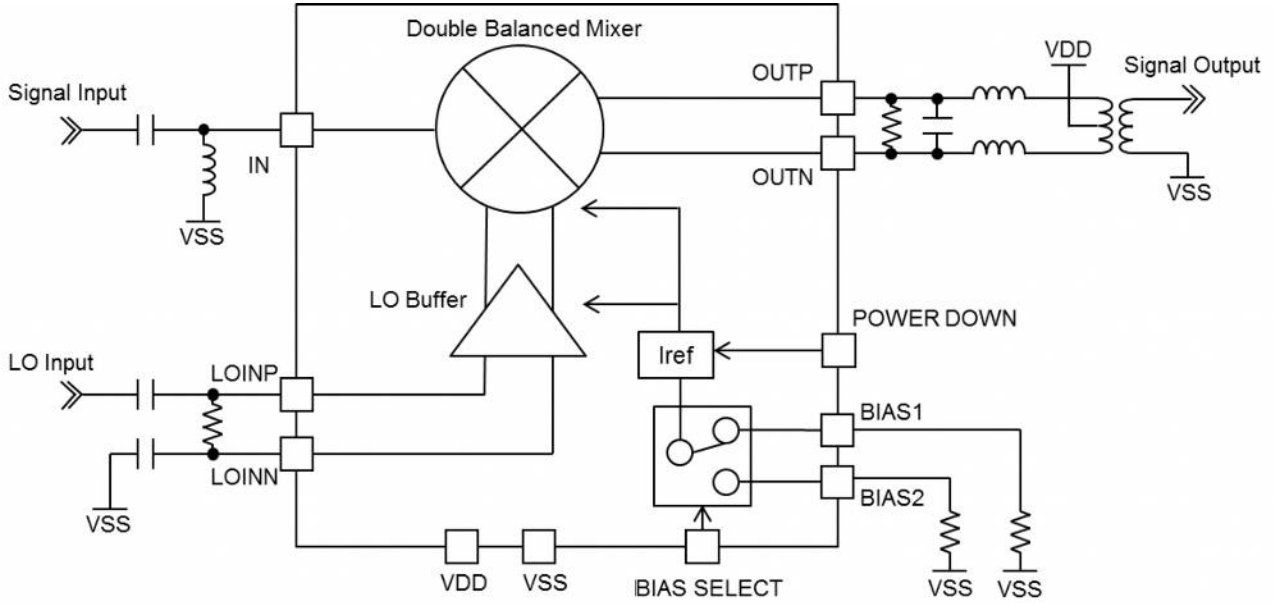 Double Balanced Mixer
OUTP
VDD
Signal Output
Signal Input
IN
OUTN
VSS
VSS
LO Buffer
POWER DOWN
LO Input
LOINP
Iref
BIAS1
LOINN
BIAS2
VSS
VDD
VSS
BIAS SELECT
VSS
VSS